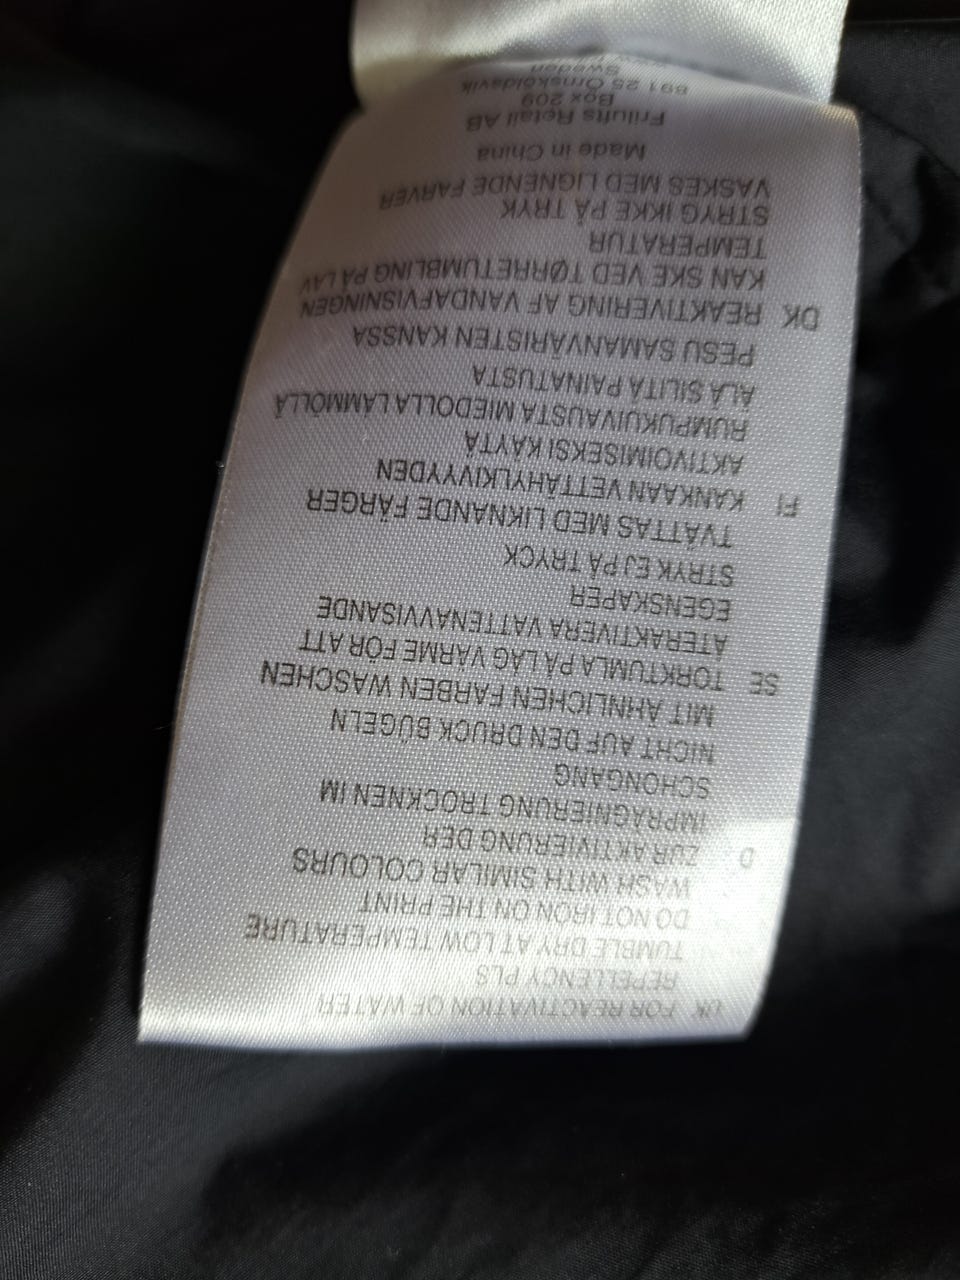 UK FOR REACTIVATION OF WATER
REPELLENCY PLS
TUMBLE DRY AT LOW TEMPERATURE
DO NOT IRON ON THE PRINT
WASH WITH SIMILAR COLOURS
D ZUR AKTIVIERUNG DER
IMPRÄGNIERUNG TROCKNEN IM
SCHONGANG
NICHT AUF DEN DRUCK BÜGELN
MIT ÄHNLICHEN FARBEN WASCHEN
SE TORKTUMLA PÅ LÅG VÄRME FÖR ATT
ÅTERAKTIVERA VATTENAVVISANDE
EGENSKAPER
STRYK EJ PÅ TRYCK
TVÄTTAS MED LIKNANDE FÄRGER
FI KANKAAN VETTÄHYLKIVYYDEN
AKTIVOIMISEKSI KÄYTÄ
RUMPUKUIVAUSTA MIEDOLLA LÄMMÖLLÄ
ÄLÄ SILITÄ PAINATUSTA
PESU SAMANVÄRISTEN KANSSA
DK REAKTIVERING AF VANDAFVISNINGEN
KAN SKE VED TØRRETUMBLING PÅ LAV
TEMPERATUR
STRYG IKKE PÅ TRYK
VASKES MED LIGNENDE FARVER
Made in China
Frilufts Retail AB
Box 209
891 25 Örnsköldsvik
Sweden